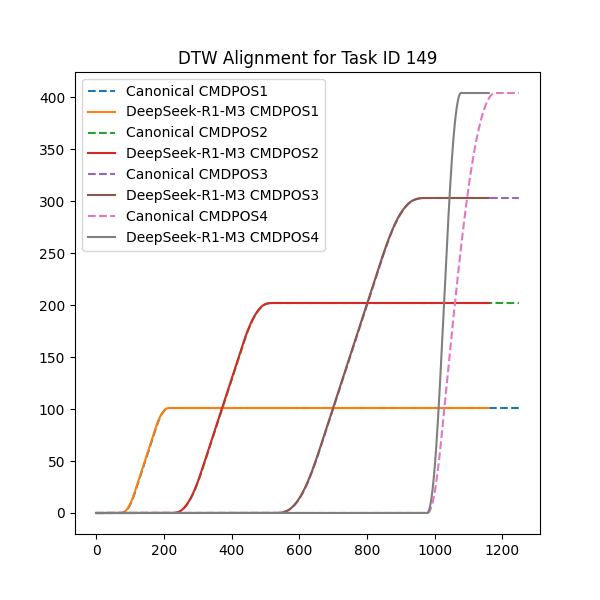 DTW Alignment for Task ID 149
Canonical CMDPOS1
DeepSeek-R1-M3 CMDPOS1
Canonical CMDPOS2
DeepSeek-R1-M3 CMDPOS2
Canonical CMDPOS3
DeepSeek-R1-M3 CMDPOS3
Canonical CMDPOS4
DeepSeek-R1-M3 CMDPOS4
400
350
300
250
200
150
100
50
0
0 200 400 600 800 1000 1200